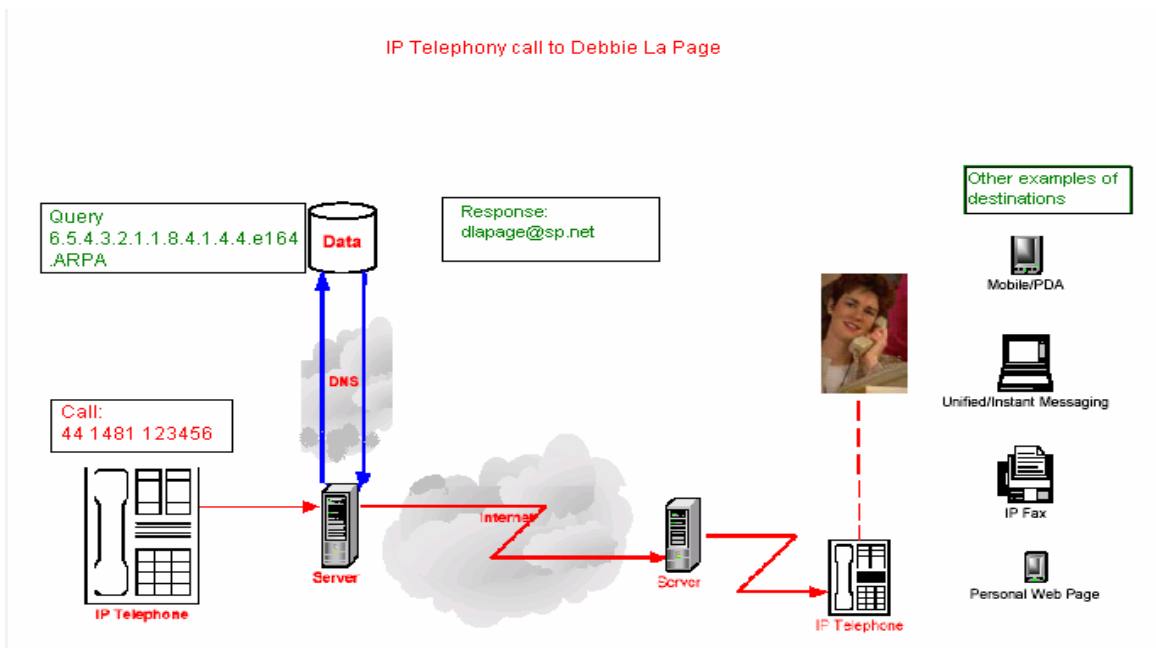 IP Telephony call to Debbie La Page
Other examples of
destinations
Query
6.5.4.3.2.1.1.8.4.1.4.4.e164
.ARPA
Data
Response:
dlapage@sp.net
Mobile/PDA
DNS
Unified/Instant Messaging
Call:
44 1481 123456
IP Fax
Internet
Server
Server
Personal Web Page
IP Telephone
IP Telephone